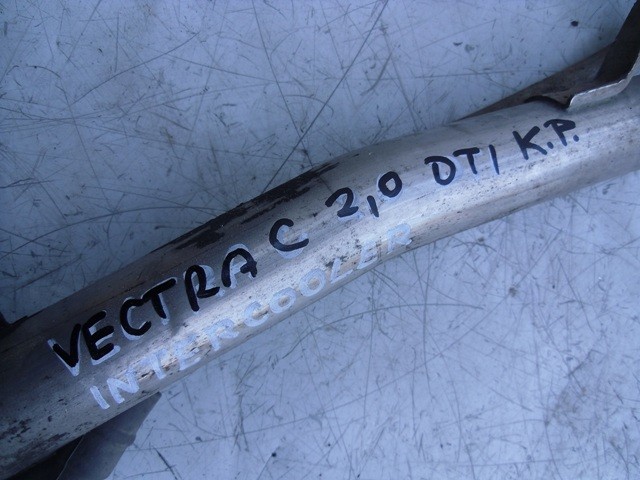 VECTRA C 2,0 DTI K.P.
INTERCOOLER